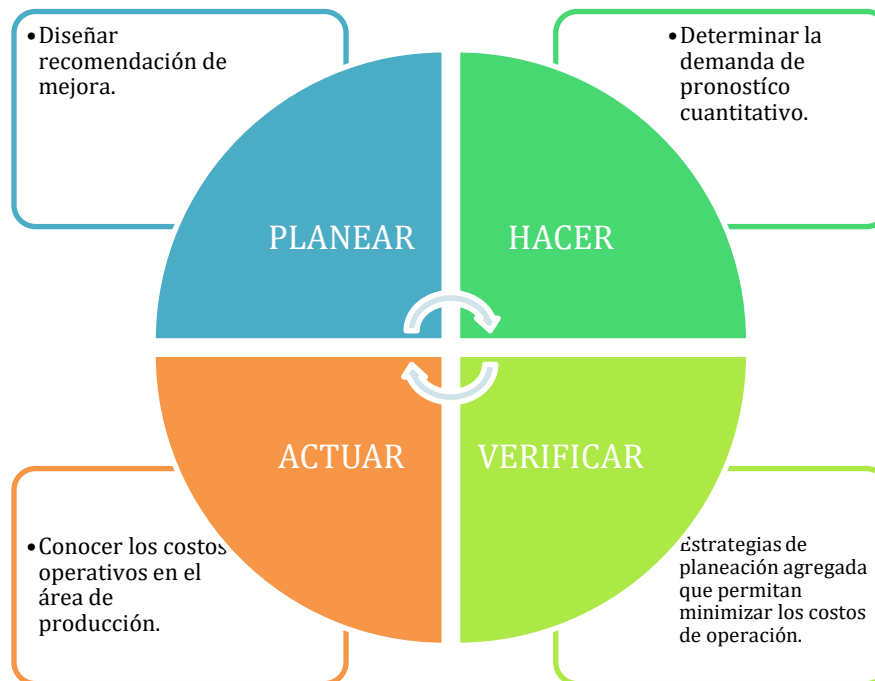 •Diseñar
recomendación de
mejora.
•Determinar la
demanda de
pronostíco
cuantitativo.
PLANEAR
HACER
ACTUAR
VERIFICAR
•Conocer los costos
operativos en el
área de
producción.
Estrategias de
planeación agregada
que permitan
minimizar los costos
de operación.